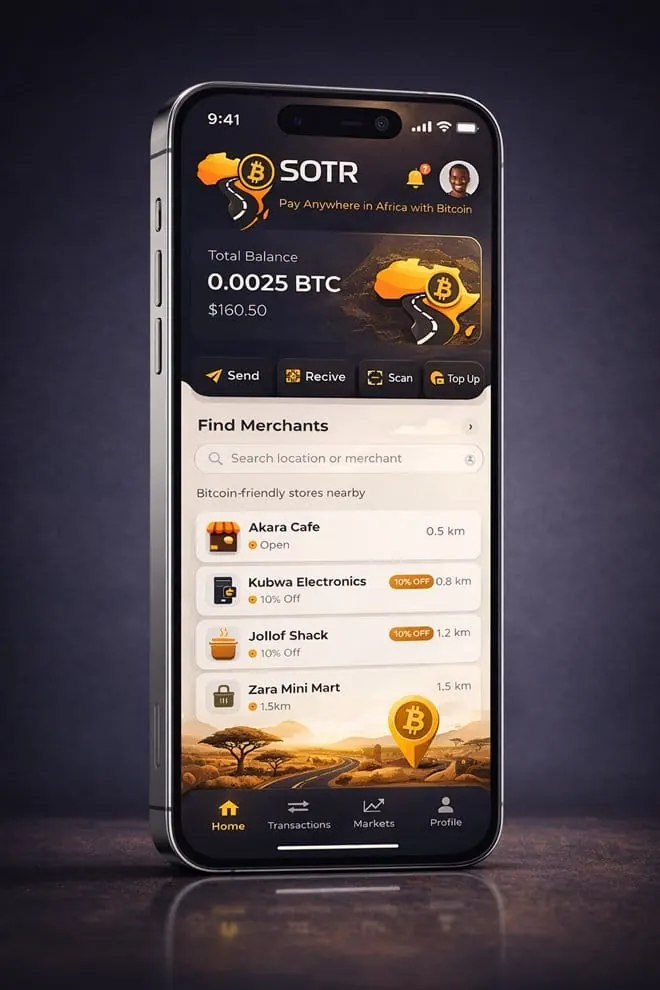 9:41
SOTR
7
Pay Anywhere in Africa with Bitcoin
Total Balance
0.0025 BTC
$160.50
Send Recive Scan Top Up
Find Merchants
Search location or merchant
Bitcoin-friendly stores nearby
Akara Cafe 0.5 km
Open
Kubwa Electronics 10% OFF 0.8 km
10% Off
Jollof Shack 10% OFF 1.2 km
10% Off
Zara Mini Mart 1.5 km
1.5km
Home Transactions Markets Profile